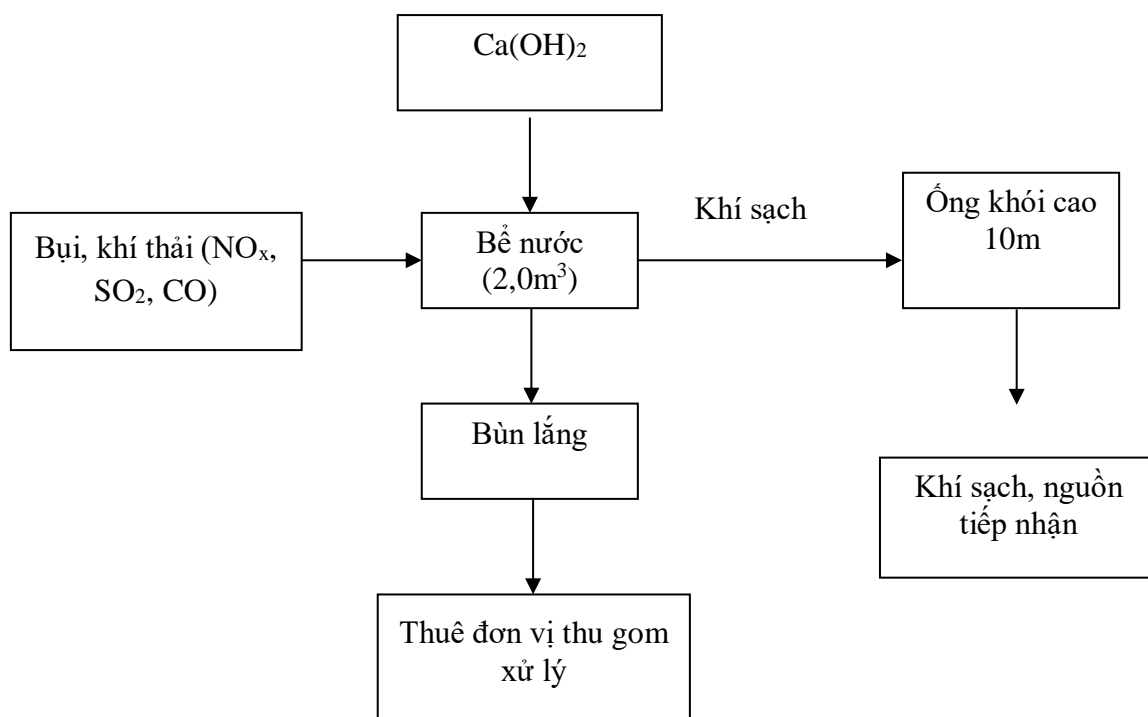 Ca(OH)₂
Khí sạch
Ống khói cao
10m
Bụi, khí thải (NOₓ,
SO₂, CO)
Bể nước
(2,0m³)
Bùn lắng
Khí sạch, nguồn
tiếp nhận
Thuê đơn vị thu gom
xử lý